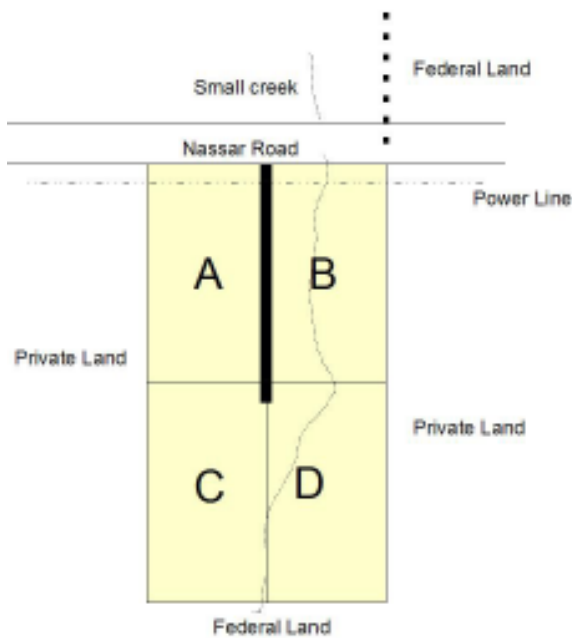 Federal Land
Small creek
Nassar Road
Power Line
A
B
Private Land
Private Land
C
D
Federal Land